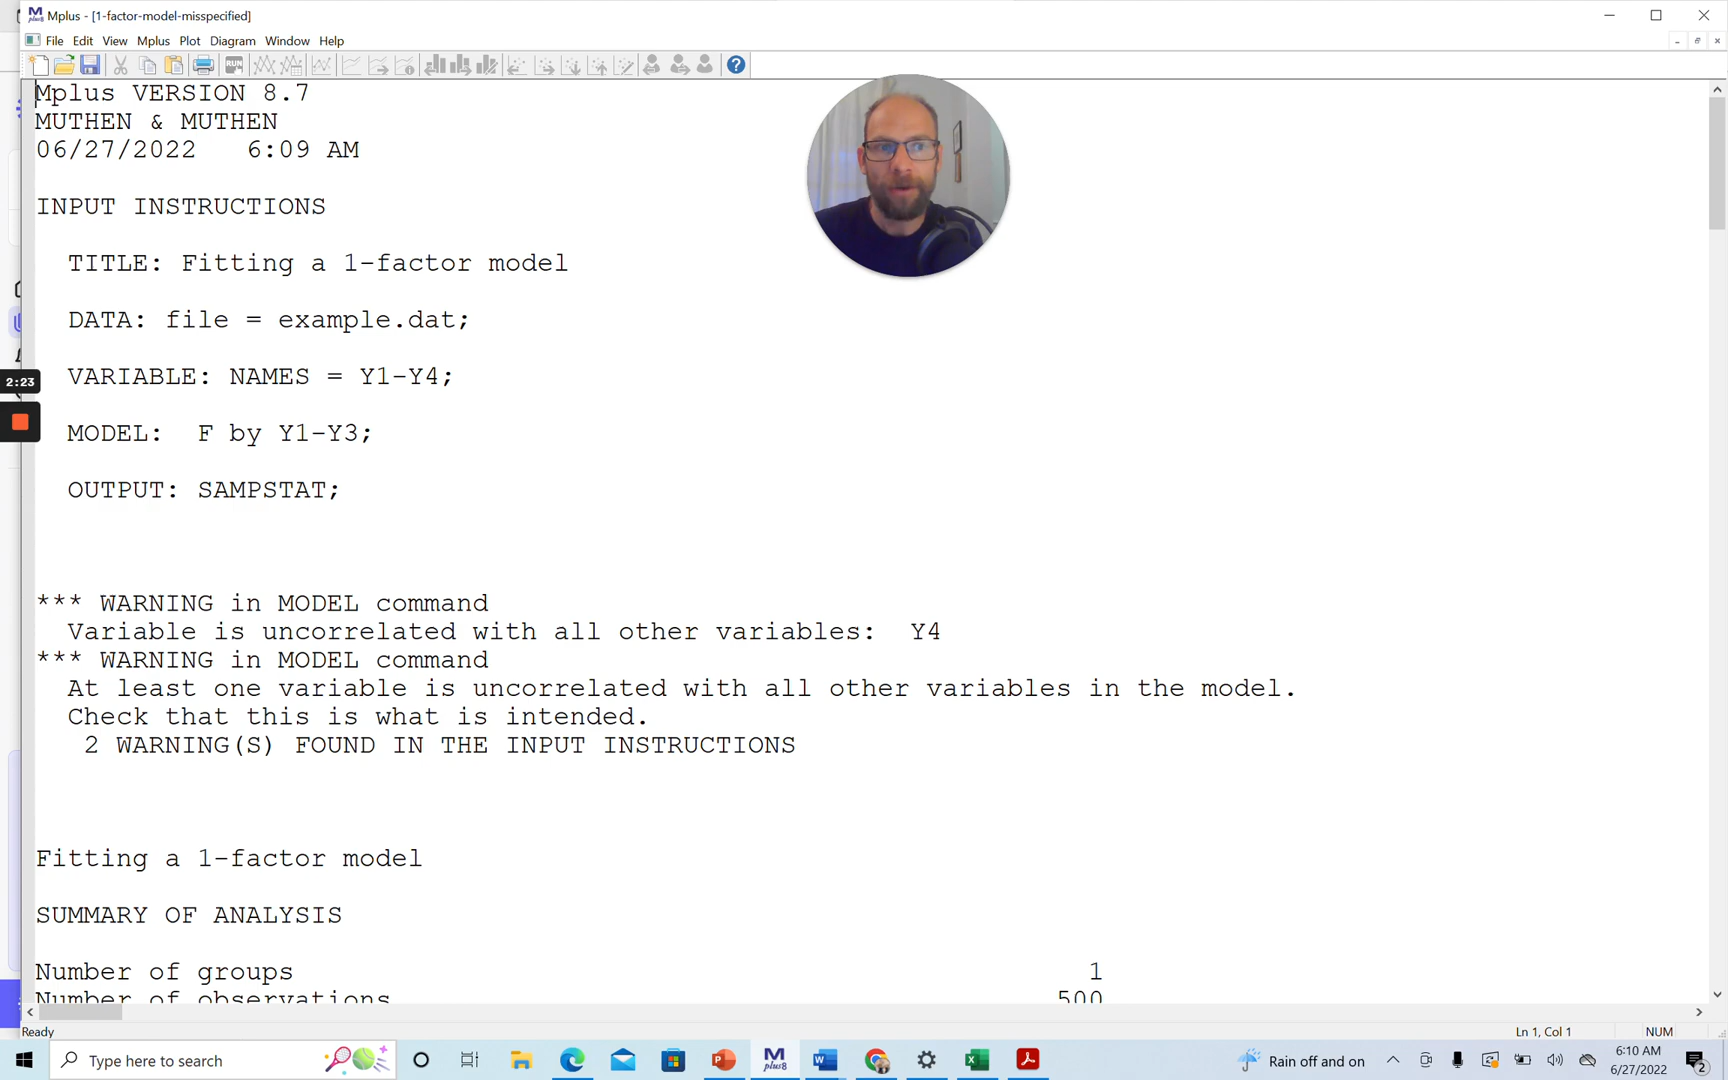 Mplus - [1-factor-model-misspecified]
File Edit View Mplus Plot Diagram Window Help
RUN
Mplus VERSION 8.7
MUTHEN & MUTHEN
06/27/2022 6:09 AM
INPUT INSTRUCTIONS
TITLE: Fitting a 1-factor model
DATA: file = example.dat;
VARIABLE: NAMES = Y1-Y4;
2:23
MODEL: F by Y1-Y3;
OUTPUT: SAMPSTAT;
*** WARNING in MODEL command
Variable is uncorrelated with all other variables: Y4
*** WARNING in MODEL command
At least one variable is uncorrelated with all other variables in the model.
Check that this is what is intended.
2 WARNING(S) FOUND IN THE INPUT INSTRUCTIONS
Fitting a 1-factor model
SUMMARY OF ANALYSIS
Number of groups 1
Number of observations 500
Ready
Ln 1, Col 1 NUM
Type here to search
Rain off and on
6:10 AM
6/27/2022
2